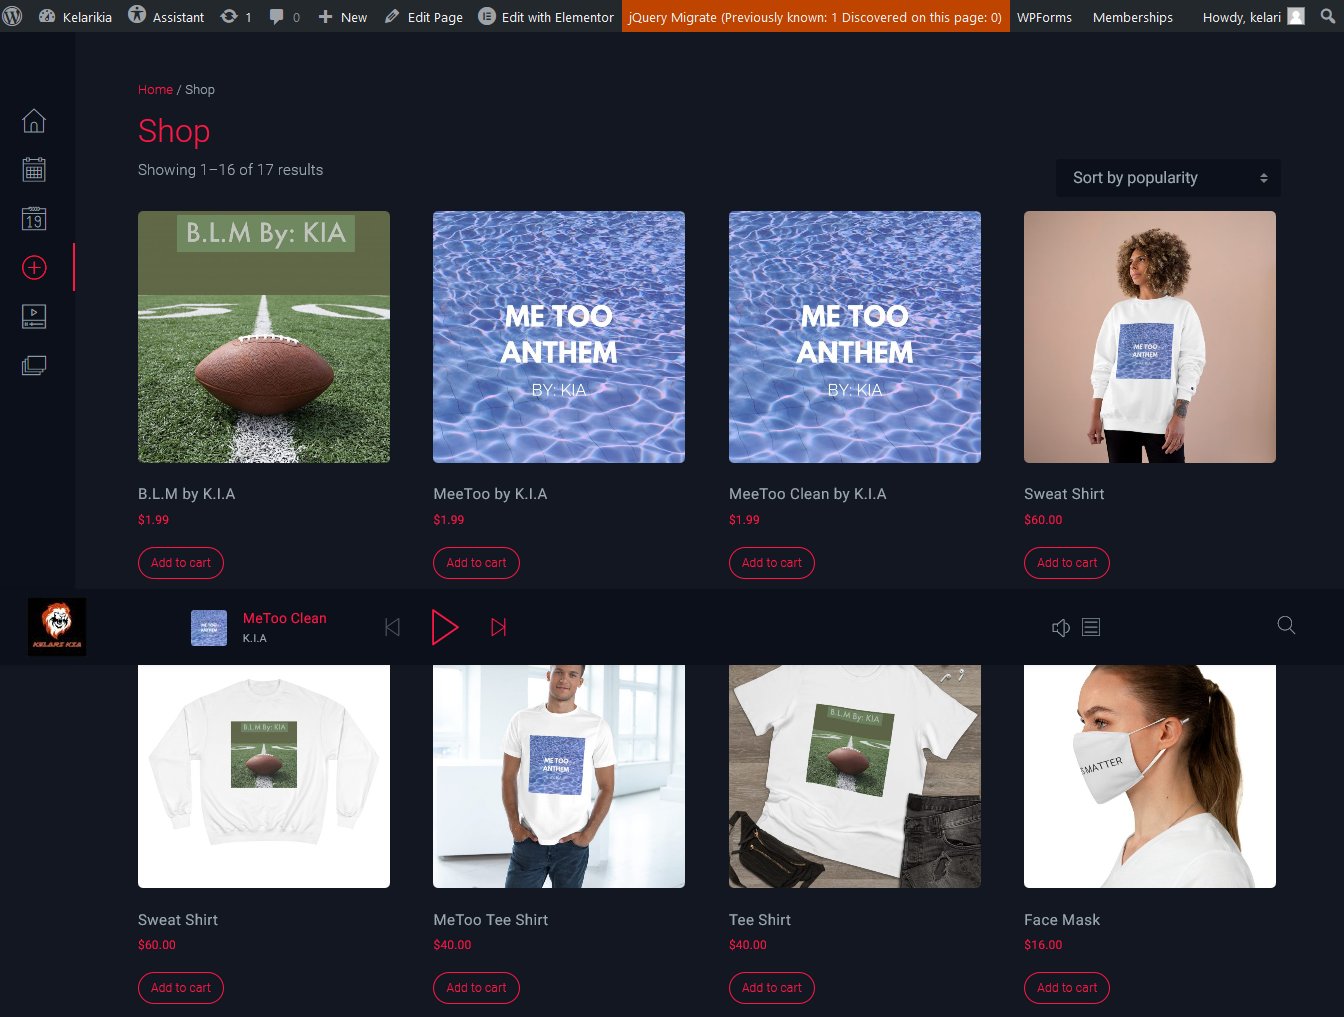 Kelarikia Assistant 1 0 New Edit Page Edit with Elementor jQuery Migrate (Previously known: 1 Discovered on this page: 0) WPForms Memberships Howdy, kelari
Home / Shop
Shop
Showing 1–16 of 17 results
Sort by popularity
19
B.L.M By: KIA
ME TOO
ANTHEM
BY: KIA
ME TOO
ANTHEM
BY: KIA
ME TOO
ANTHEM
B.L.M by K.I.A
$1.99
Add to cart
MeeToo by K.I.A
$1.99
Add to cart
MeeToo Clean by K.I.A
$1.99
Add to cart
Sweat Shirt
$60.00
Add to cart
KELARI KIA
MeToo Clean
K.I.A
B.L.M By: KIA
ME TOO
ANTHEM
B.L.M By: KIA
SMATTER
Sweat Shirt
$60.00
Add to cart
MeToo Tee Shirt
$40.00
Add to cart
Tee Shirt
$40.00
Add to cart
Face Mask
$16.00
Add to cart